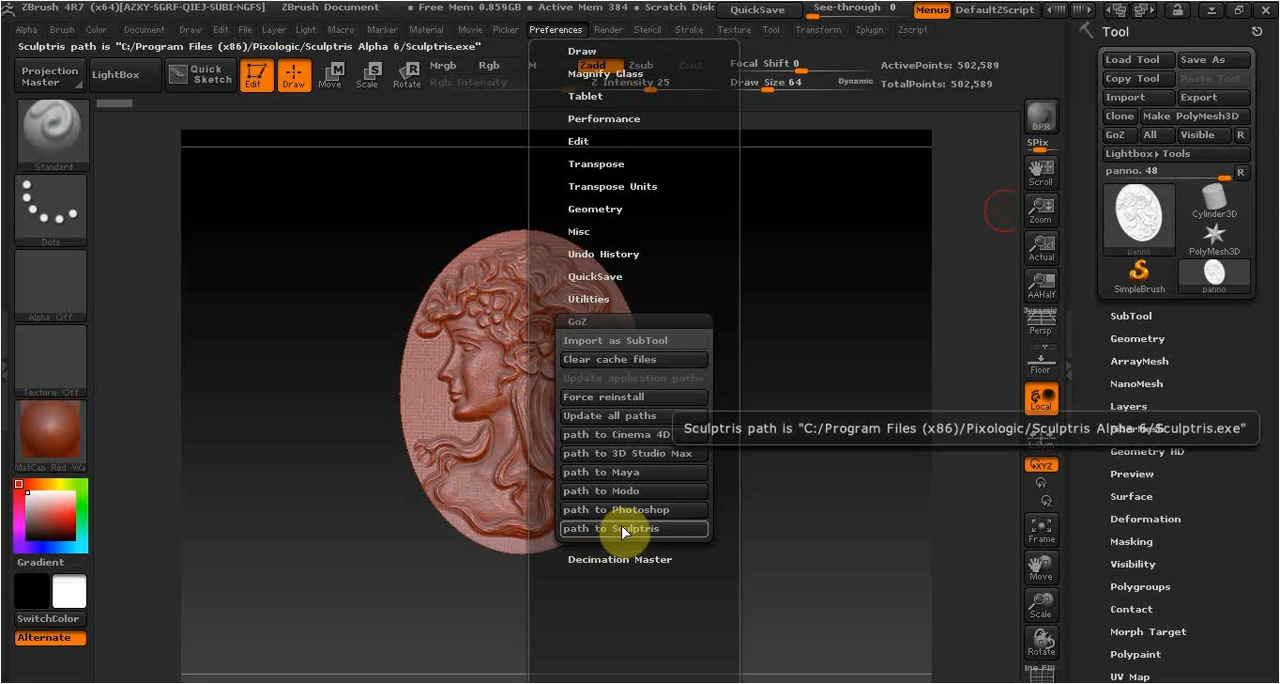 ZBrush 4R7 (x64)[AZXY-SGRF-QIEJ-SUBI-NGFS] ZBrush Document • Free Mem 0.859GB • Active Mem 384 • Scratch Disk QuickSave See-through 0 Menus DefaultZScript
Alpha Brush Color Document Draw Edit File Layer Light Macro Marker Material Movie Picker Preferences Render Stencil Stroke Texture Tool Transform Zplugin Zscript
Tool
Sculptris path is "C:/Program Files (x86)/Pixologic/Sculptris Alpha 6/Sculptris.exe"
Projection Master
LightBox
Quick Sketch
Edit
Draw
Move
Scale
Rotate
Mrgb Rgb M Zadd Zsub Zcut
Rgb Intensity Z Intensity 25
Focal Shift 0
Draw Size 64 Dynamic
ActivePoints: 502,589
TotalPoints: 502,589
Standard
Dots
Alpha Off
Texture Off
MatCap Red Wa
Gradient
SwitchColor
Alternate
Draw
Magnify Glass
Tablet
Performance
Edit
Transpose
Transpose Units
Geometry
Misc
Undo History
QuickSave
Utilities
GoZ
Import as SubTool
Clear cache files
Update application paths
Force reinstall
Update all paths
path to Cinema 4D
path to 3D Studio Max
path to Maya
path to Modo
path to Photoshop
path to Sculptris
Decimation Master
Sculptris path is "C:/Program Files (x86)/Pixologic/Sculptris Alpha 6/Sculptris.exe"
BPR
SPix
Scroll
Zoom
Actual
AAHalf
Dynamic
Persp
Floor
Local
XYZ
Frame
Move
Scale
Rotate
Line Fill
Load Tool Save As
Copy Tool Paste Tool
Import Export
Clone Make PolyMesh3D
GoZ All Visible R
Lightbox▸Tools
panno. 48 R
panno
Cylinder3D
PolyMesh3D
SimpleBrush
panno
SubTool
Geometry
ArrayMesh
NanoMesh
Layers
Geometry HD
Preview
Surface
Deformation
Masking
Visibility
Polygroups
Contact
Morph Target
Polypaint
UV Map